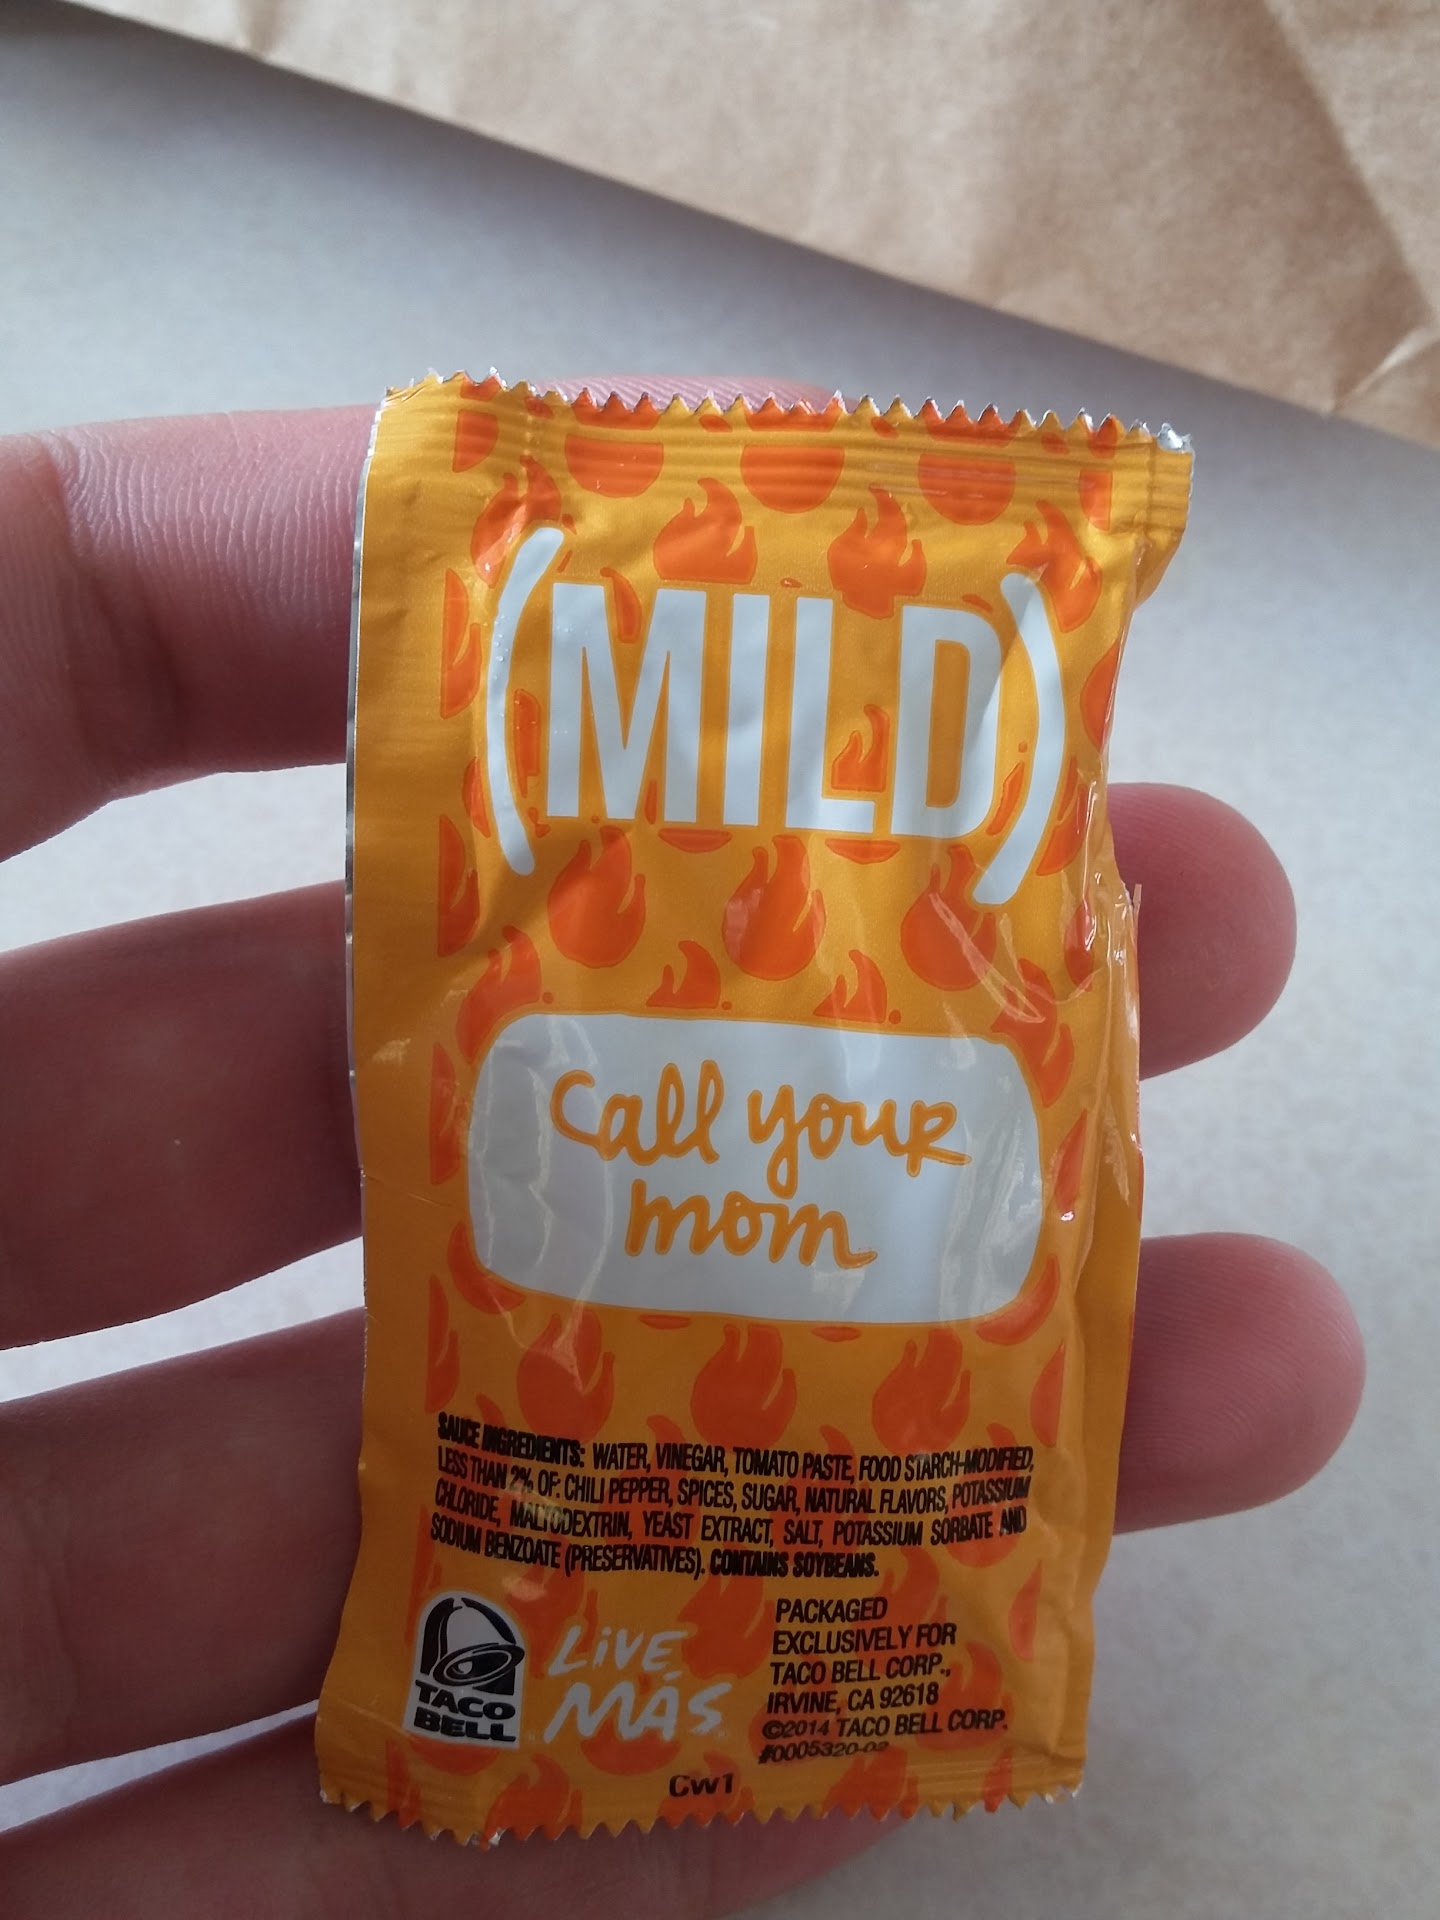 (MILD)
Call your
mom
SAUCE INGREDIENTS: WATER, VINEGAR, TOMATO PASTE, FOOD STARCH-MODIFIED,
LESS THAN 2% OF: CHILI PEPPER, SPICES, SUGAR, NATURAL FLAVORS, POTASSIUM
CHLORIDE, MALTODEXTRIN, YEAST EXTRACT, SALT, POTASSIUM SORBATE AND
SODIUM BENZOATE (PRESERVATIVES). CONTAINS SOYBEANS.
TACO
BELL
LiVE
MÁS
PACKAGED
EXCLUSIVELY FOR
TACO BELL CORP.,
IRVINE, CA 92618
©2014 TACO BELL CORP.
#0005320-02
CW1